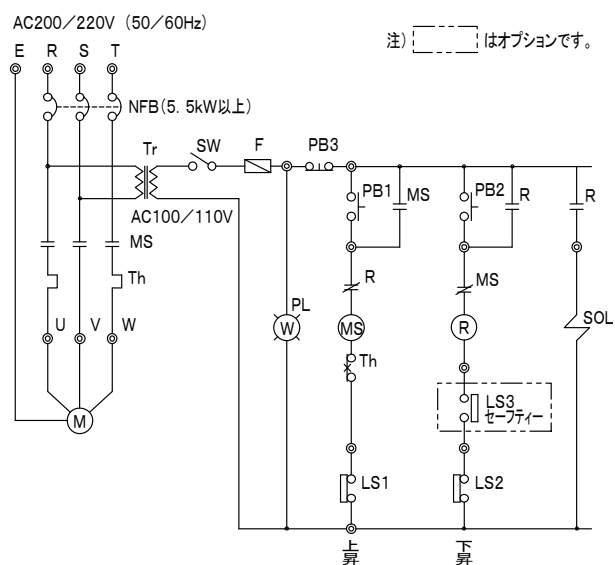 AC200／220V (50／60Hz)
E R S T
注) はオプションです。
NFB(5. 5kW以上)
Tr
SW
F
PB3
PB1
MS
PB2
R
R
AC100／110V
MS
Th
R
MS
U V W
PL
W
MS
R
SOL
Th
LS3
セーフティー
M
LS1
LS2
上昇
下昇